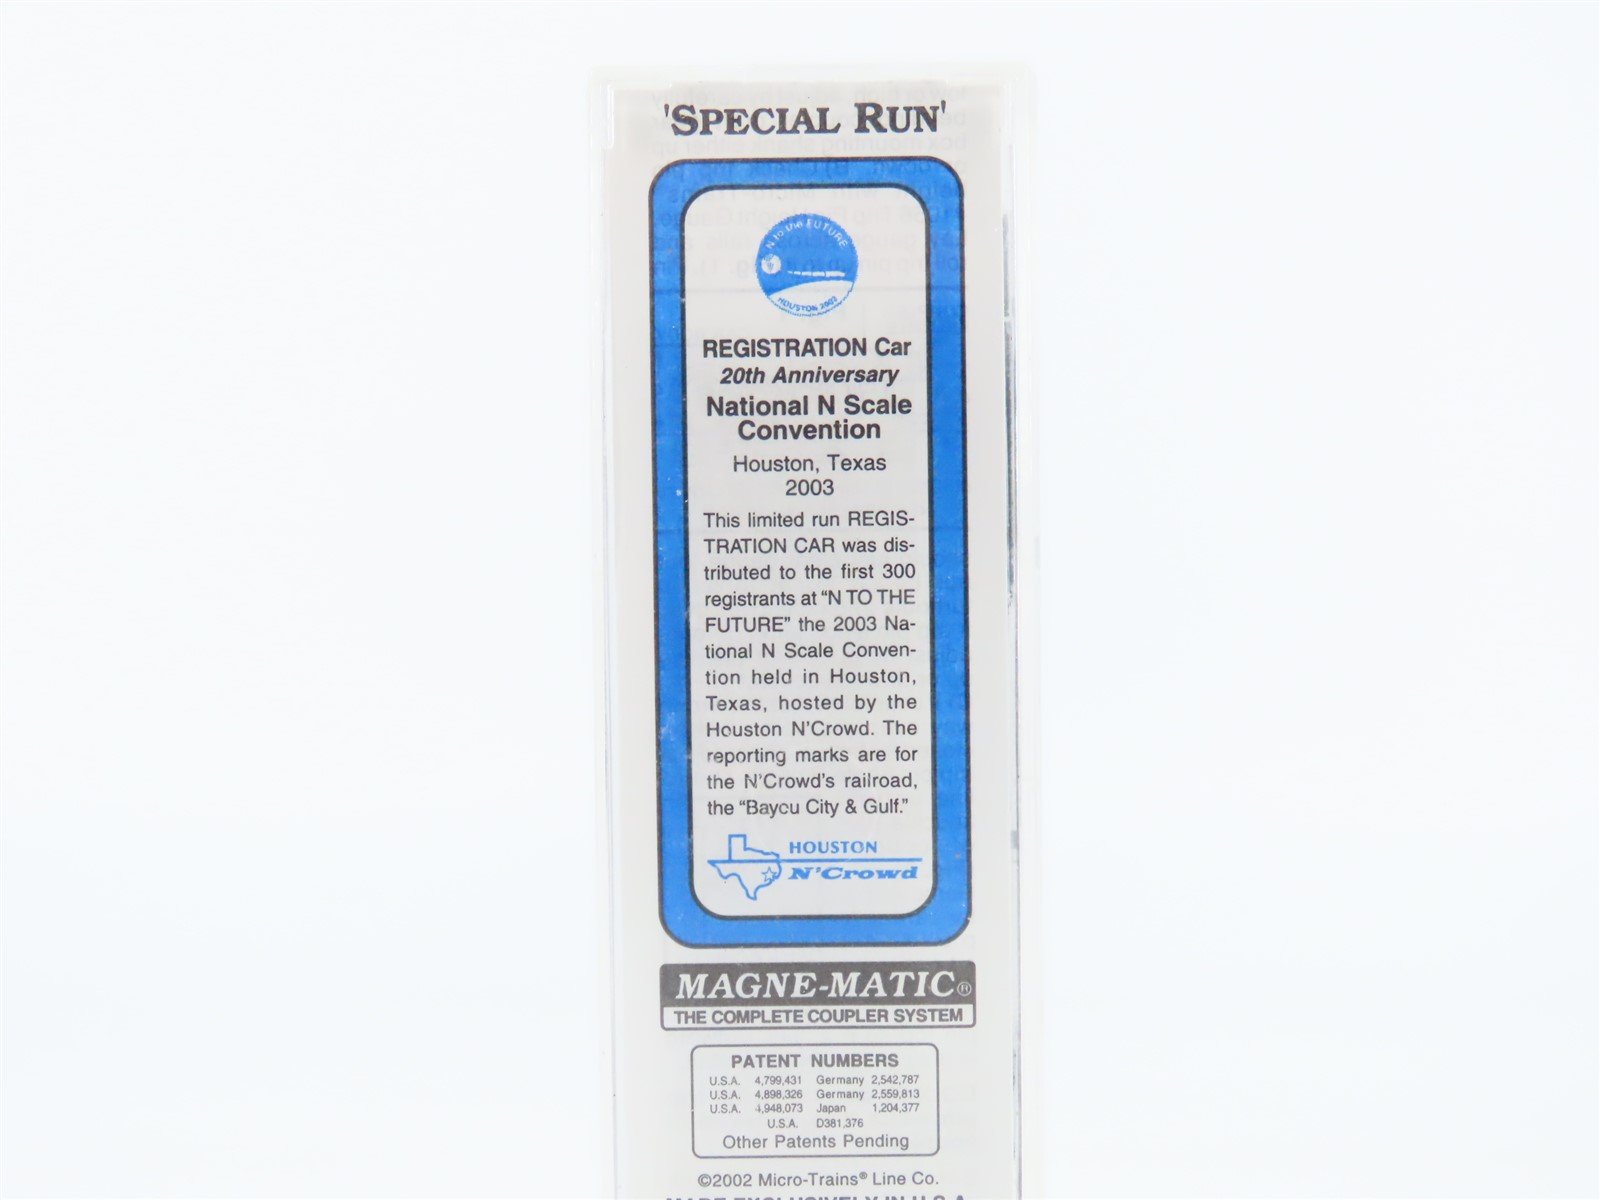 'SPECIAL RUN'
N to the FUTURE
HOUSTON 2003
REGISTRATION Car
20th Anniversary
National N Scale
Convention
Houston, Texas
2003
This limited run REGIS-
TRATION CAR was dis-
tributed to the first 300
registrants at "N TO THE
FUTURE" the 2003 Na-
tional N Scale Conven-
tion held in Houston,
Texas, hosted by the
Houston N'Crowd. The
reporting marks are for
the N'Crowd's railroad,
the "Bayou City & Gulf."
HOUSTON
N'Crowd
MAGNE-MATIC®
THE COMPLETE COUPLER SYSTEM
PATENT NUMBERS
U.S.A. 4,799,431 Germany 2,542,787
U.S.A. 4,898,326 Germany 2,559,813
U.S.A. 4,948,073 Japan 1,204,377
U.S.A. D381,376
Other Patents Pending
©2002 Micro-Trains® Line Co.
MADE EXCLUSIVELY IN U.S.A.